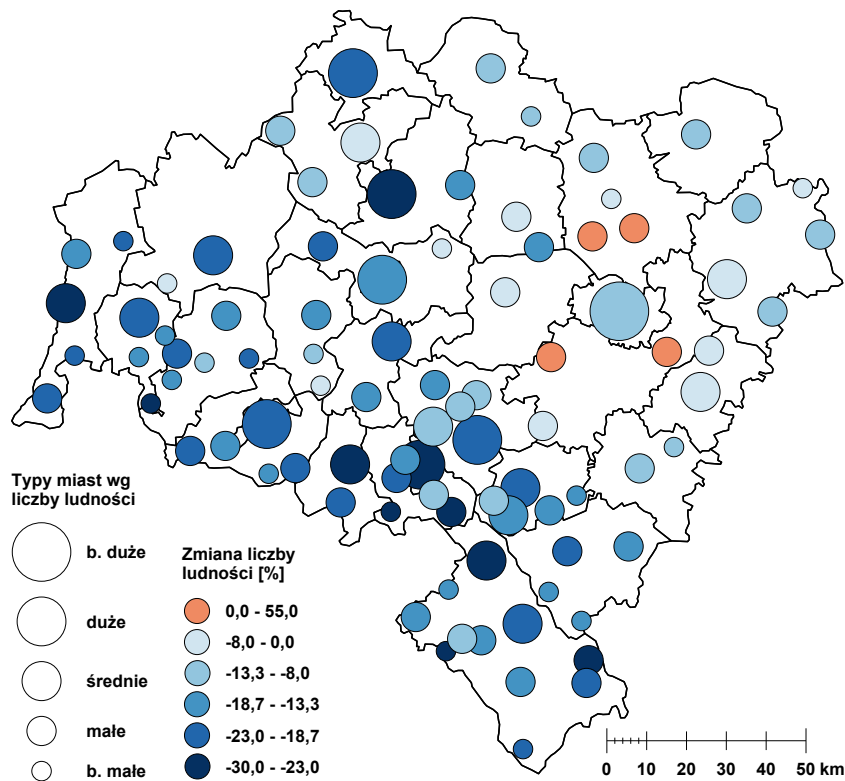 Typy miast wg
liczby ludności
b. duże
duże
średnie
małe
b. małe
Zmiana liczby
ludności [%]
0,0 - 55,0
-8,0 - 0,0
-13,3 - -8,0
-18,7 - -13,3
-23,0 - -18,7
-30,0 - -23,0
0 10 20 30 40 50 km